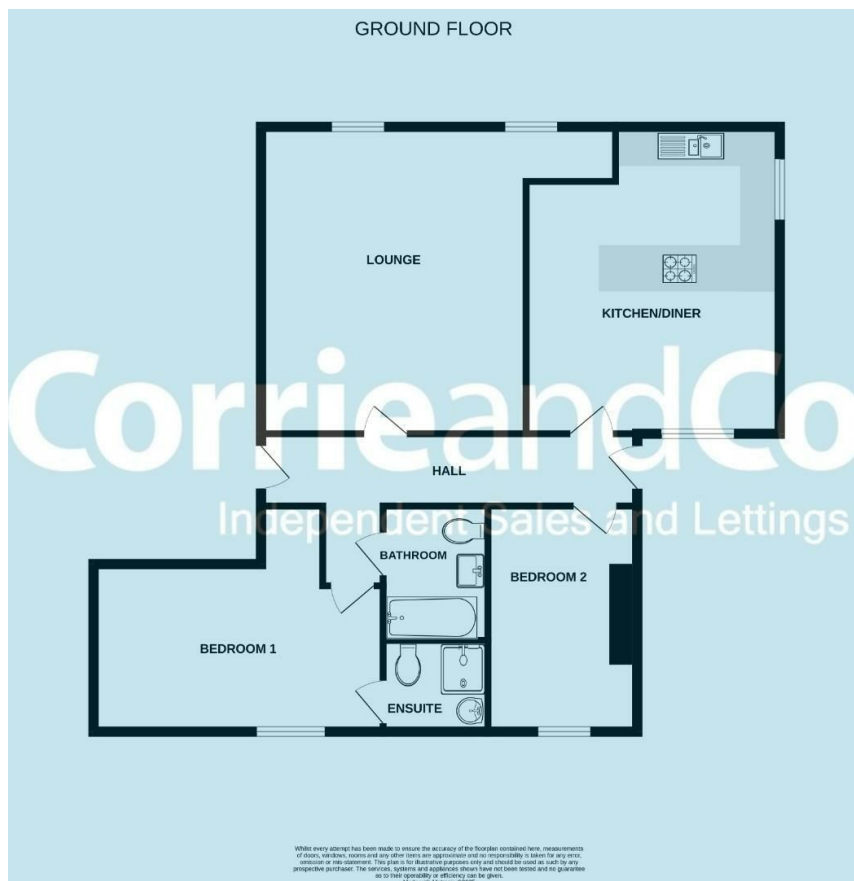 GROUND FLOOR
LOUNGE
KITCHEN/DINER
CorrieandCo
HALL
Independent Sales and Lettings
BATHROOM
BEDROOM 2
BEDROOM 1
ENSUITE
Whilst every attempt has been made to ensure the accuracy of the floorplan contained here, measurements
of doors, windows, rooms and any other items are approximate and no responsibility is taken for any error,
omission or mis-statement. This plan is for illustrative purposes only and should be used as such by any
prospective purchaser. The services, systems and appliances shown have not been tested and no guarantee
as to their operability or efficiency can be given.